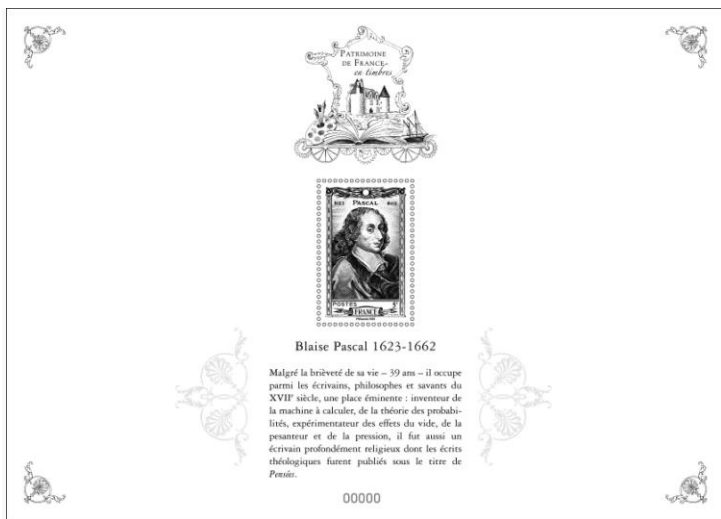 PATRIMOINE
DE FRANCE
en timbres
1623 PASCAL 1662
POSTES
FRANCE
Blaise Pascal 1623-1662
Malgré la brièveté de sa vie – 39 ans – il occupe
parmi les écrivains, philosophes et savants du
XVIIe siècle, une place éminente : inventeur de
la machine à calculer, de la théorie des probabi-
lités, expérimentateur des effets du vide, de la
pesanteur et de la pression, il fut aussi un
écrivain profondément religieux dont les écrits
théologiques furent publiés sous le titre de
Pensées.
00000